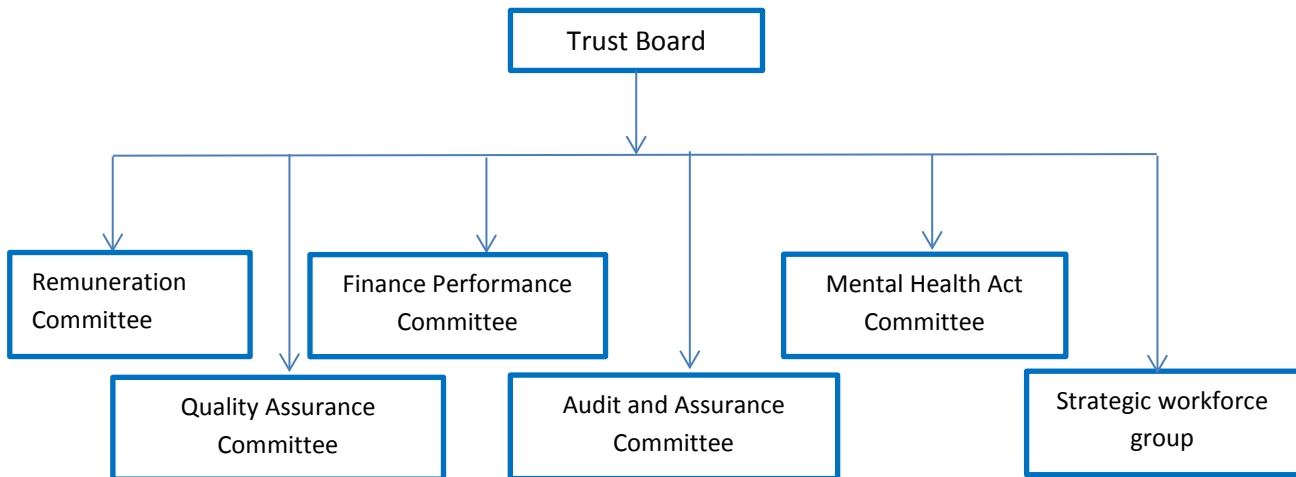 Trust Board
Remuneration
Committee
Finance Performance
Committee
Mental Health Act
Committee
Quality Assurance
Committee
Audit and Assurance
Committee
Strategic workforce
group